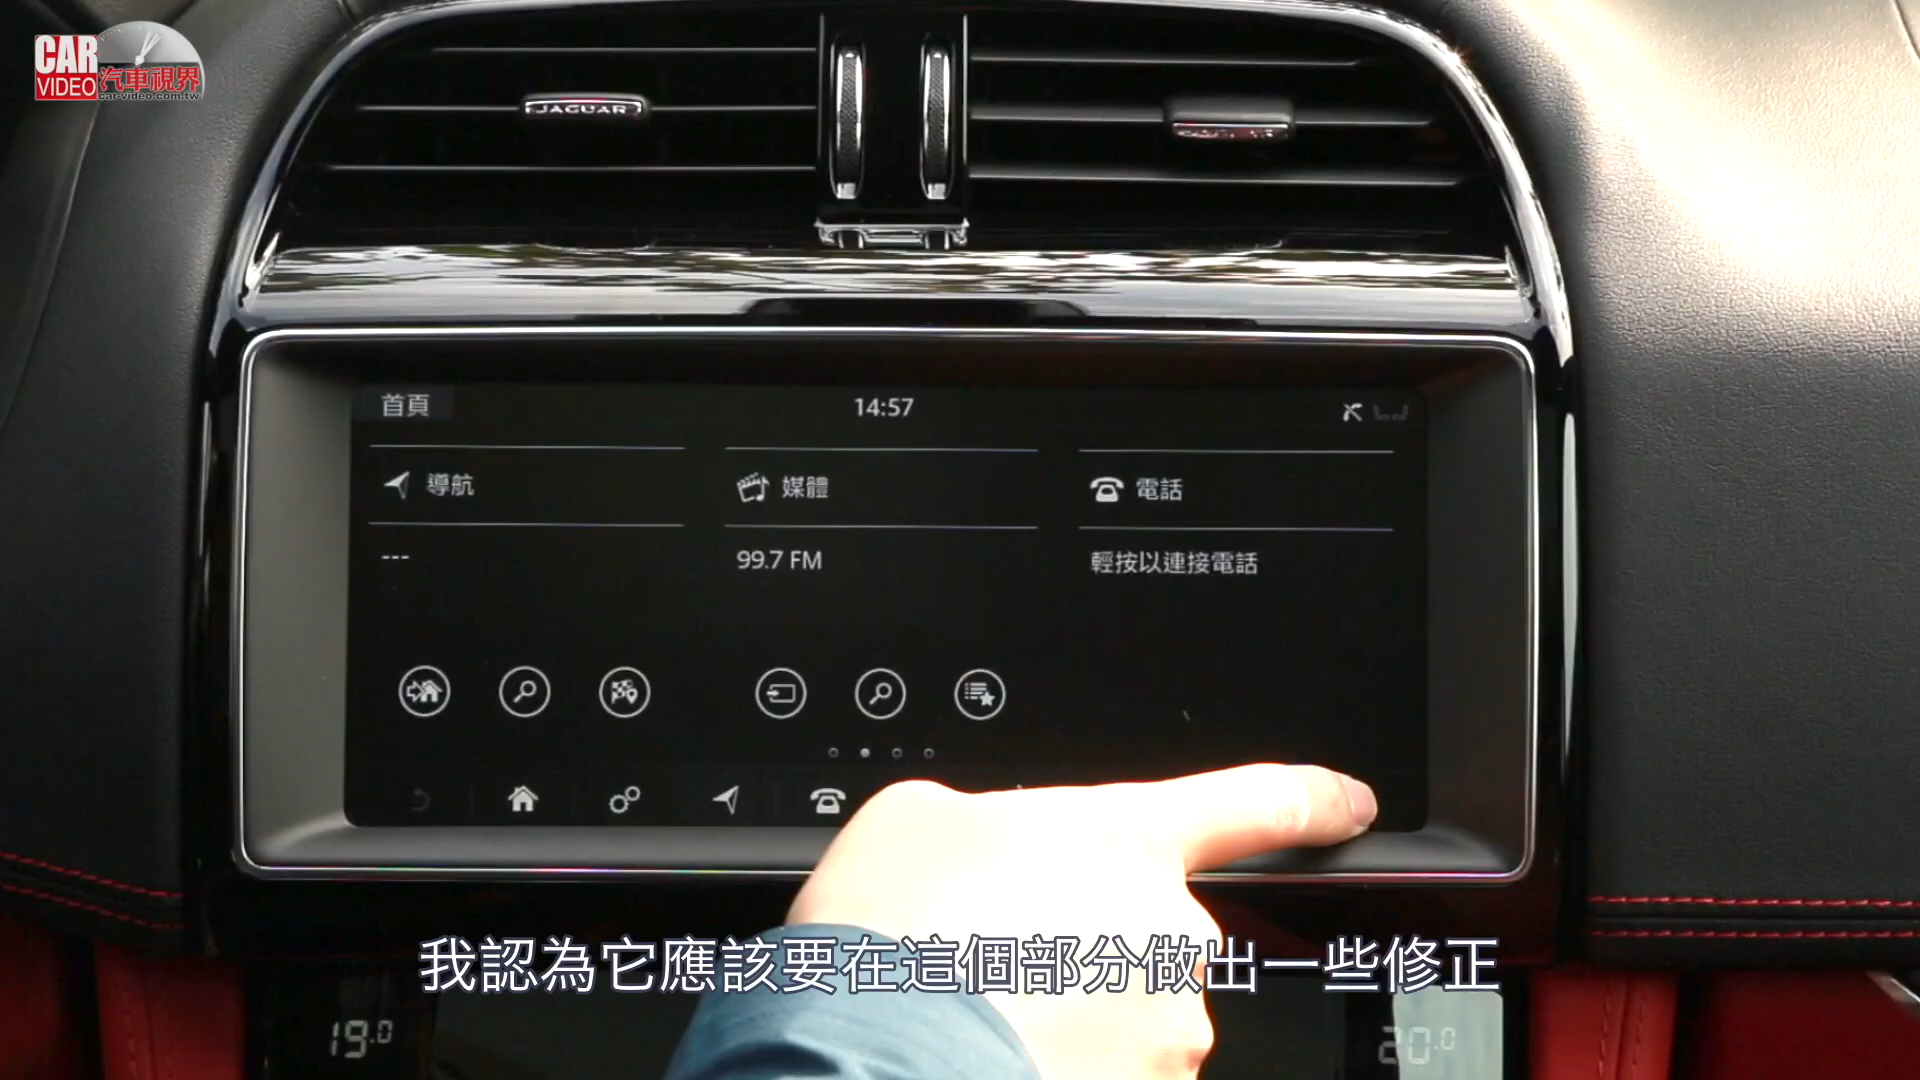 CAR
VIDEO 汽車視界
car-video.com.tw
JAGUAR
首頁
14:57
導航
媒體
電話
---
99.7 FM
輕按以連接電話
我認為它應該要在這個部分做出一些修正
19.0
20.0